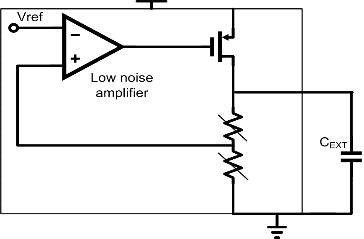 Vref
−
+
Low noise
amplifier
CEXT